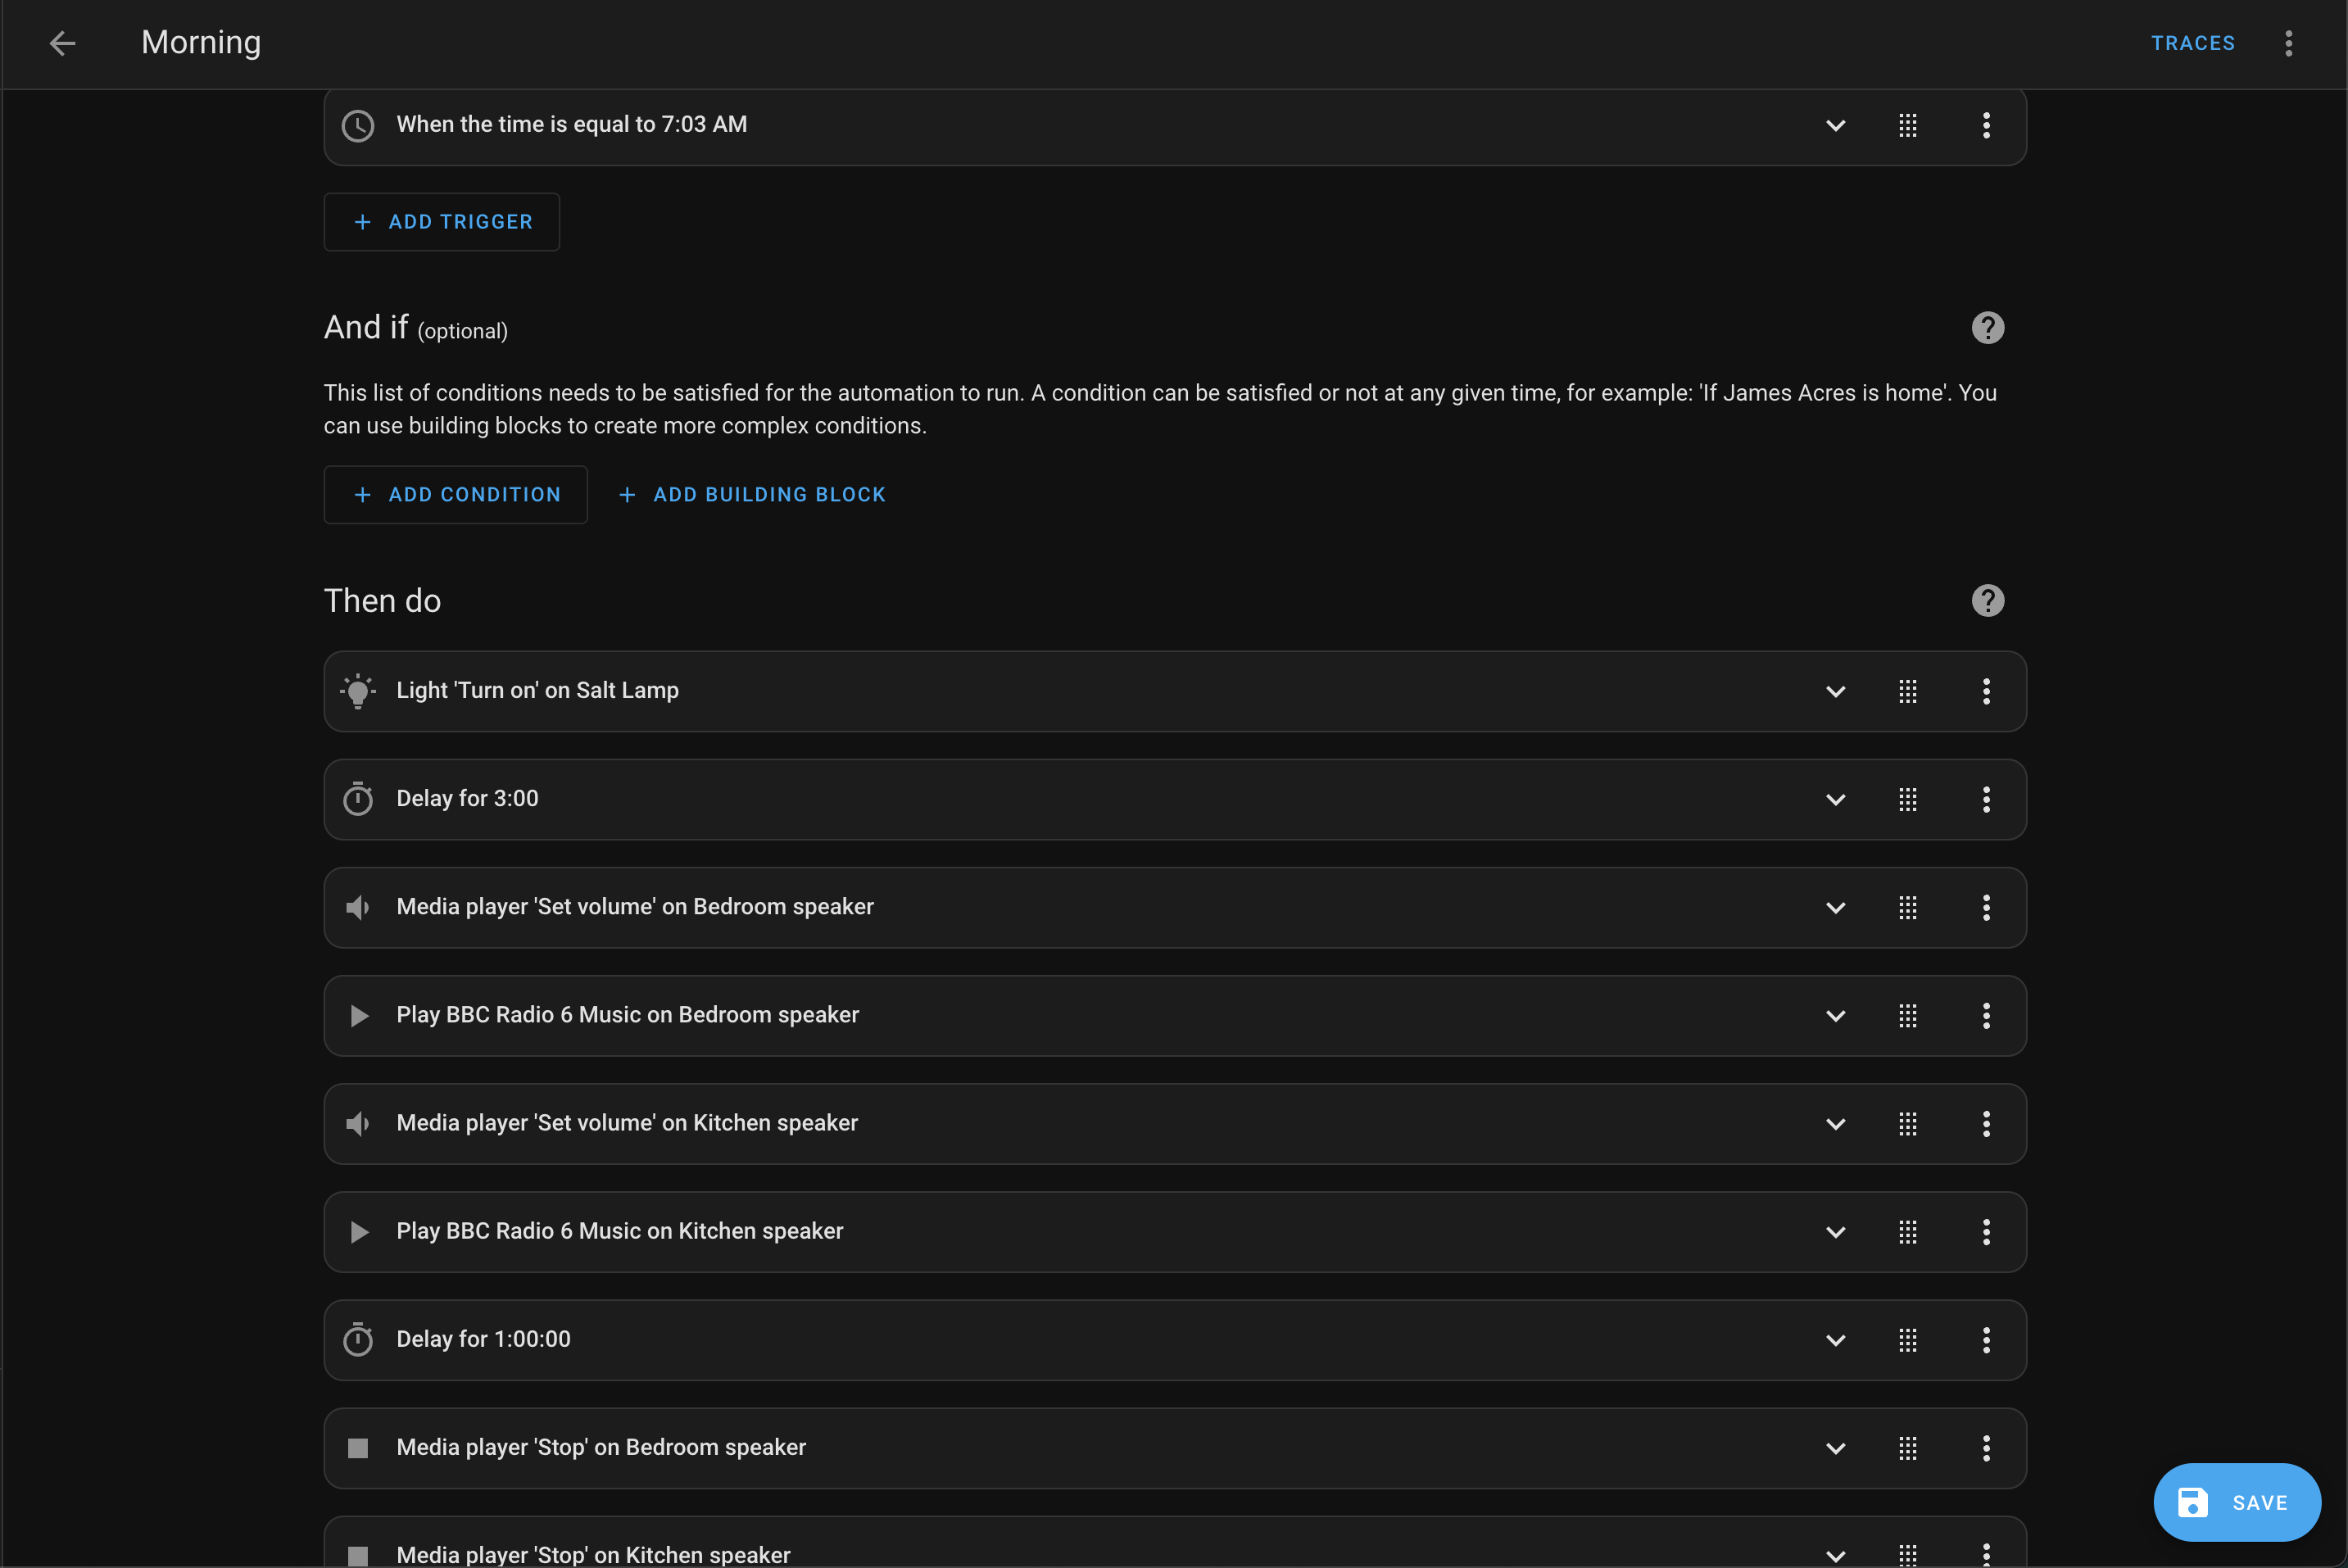 Morning
TRACES
When the time is equal to 7:03 AM
+ ADD TRIGGER
And if (optional)
This list of conditions needs to be satisfied for the automation to run. A condition can be satisfied or not at any given time, for example: 'If James Acres is home'. You
can use building blocks to create more complex conditions.
+ ADD CONDITION + ADD BUILDING BLOCK
Then do
Light 'Turn on' on Salt Lamp
Delay for 3:00
Media player 'Set volume' on Bedroom speaker
Play BBC Radio 6 Music on Bedroom speaker
Media player 'Set volume' on Kitchen speaker
Play BBC Radio 6 Music on Kitchen speaker
Delay for 1:00:00
Media player 'Stop' on Bedroom speaker
SAVE
Media player 'Stop' on Kitchen speaker